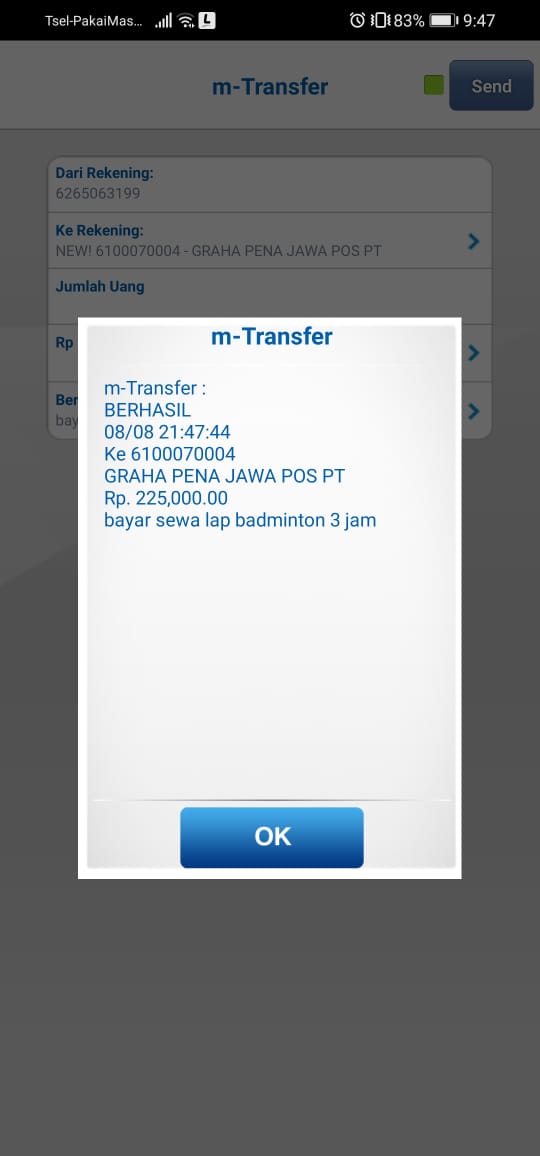 Tsel-PakaiMas... 83% 9:47
m-Transfer
Send
Dari Rekening:
6265063199
Ke Rekening:
NEW! 6100070004 - GRAHA PENA JAWA POS PT
Jumlah Uang
Rp
Ber
bay
m-Transfer
m-Transfer :
BERHASIL
08/08 21:47:44
Ke 6100070004
GRAHA PENA JAWA POS PT
Rp. 225,000.00
bayar sewa lap badminton 3 jam
OK